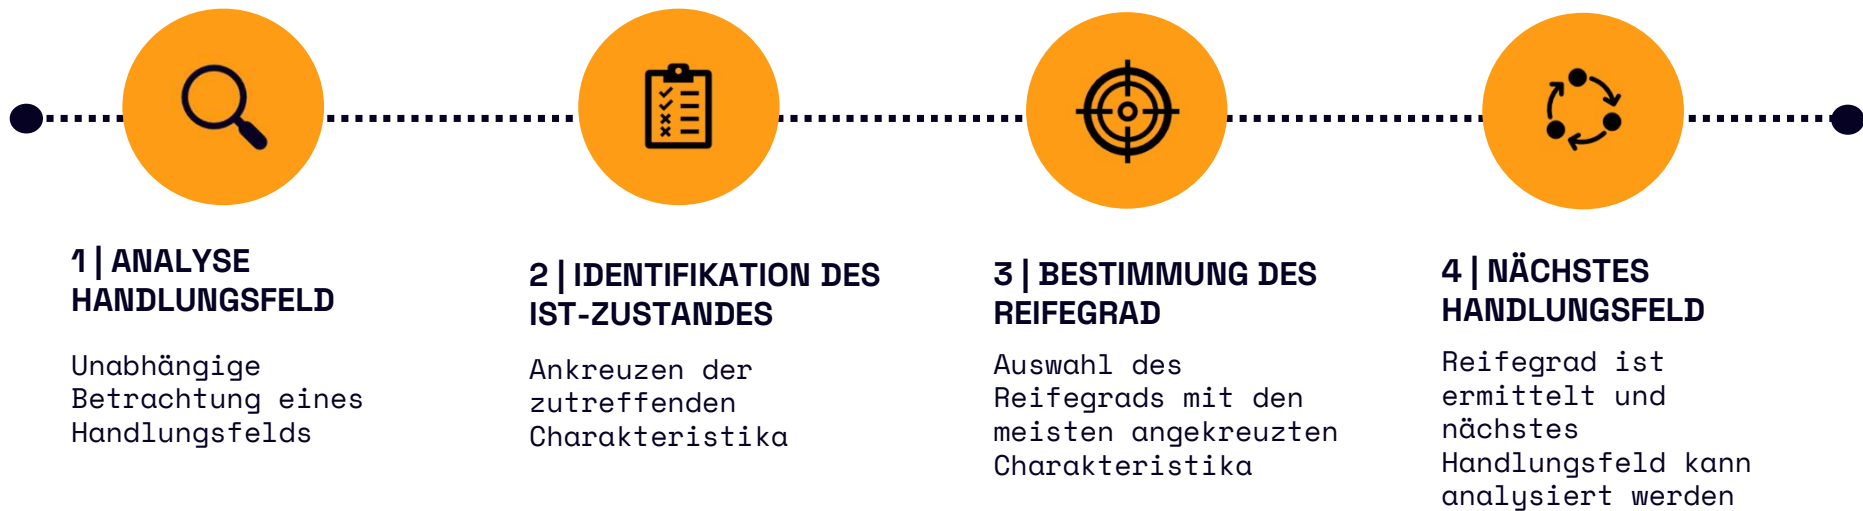 1 | ANALYSE
HANDLUNGSFELD
Unabhängige
Betrachtung eines
Handlungsfelds
2 | IDENTIFIKATION DES
IST-ZUSTANDES
Ankreuzen der
zutreffenden
Charakteristika
3 | BESTIMMUNG DES
REIFEGRAD
Auswahl des
Reifegrads mit den
meisten angekreuzten
Charakteristika
4 | NÄCHSTES
HANDLUNGSFELD
Reifegrad ist
ermittelt und
nächstes
Handlungsfeld kann
analysiert werden